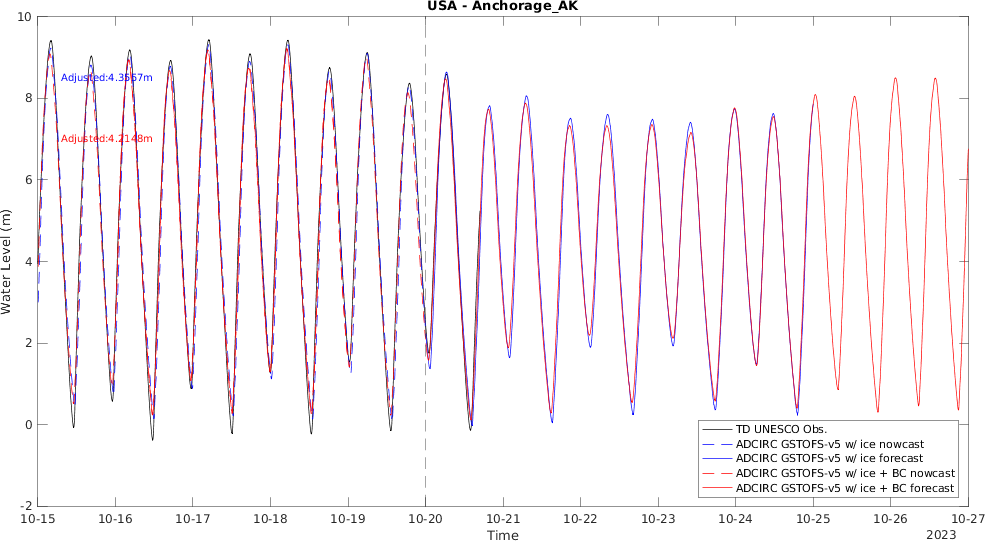 USA - Anchorage_AK
10
8
6
4
2
0
-2
Water Level (m)
Adjusted:4.3567m
Adjusted:4.2148m
10-15 10-16 10-17 10-18 10-19 10-20 10-21 10-22 10-23 10-24 10-25 10-26 10-27
Time
2023
TD UNESCO Obs.
ADCIRC GSTOFS-v5 w/ ice nowcast
ADCIRC GSTOFS-v5 w/ ice forecast
ADCIRC GSTOFS-v5 w/ ice + BC nowcast
ADCIRC GSTOFS-v5 w/ ice + BC forecast